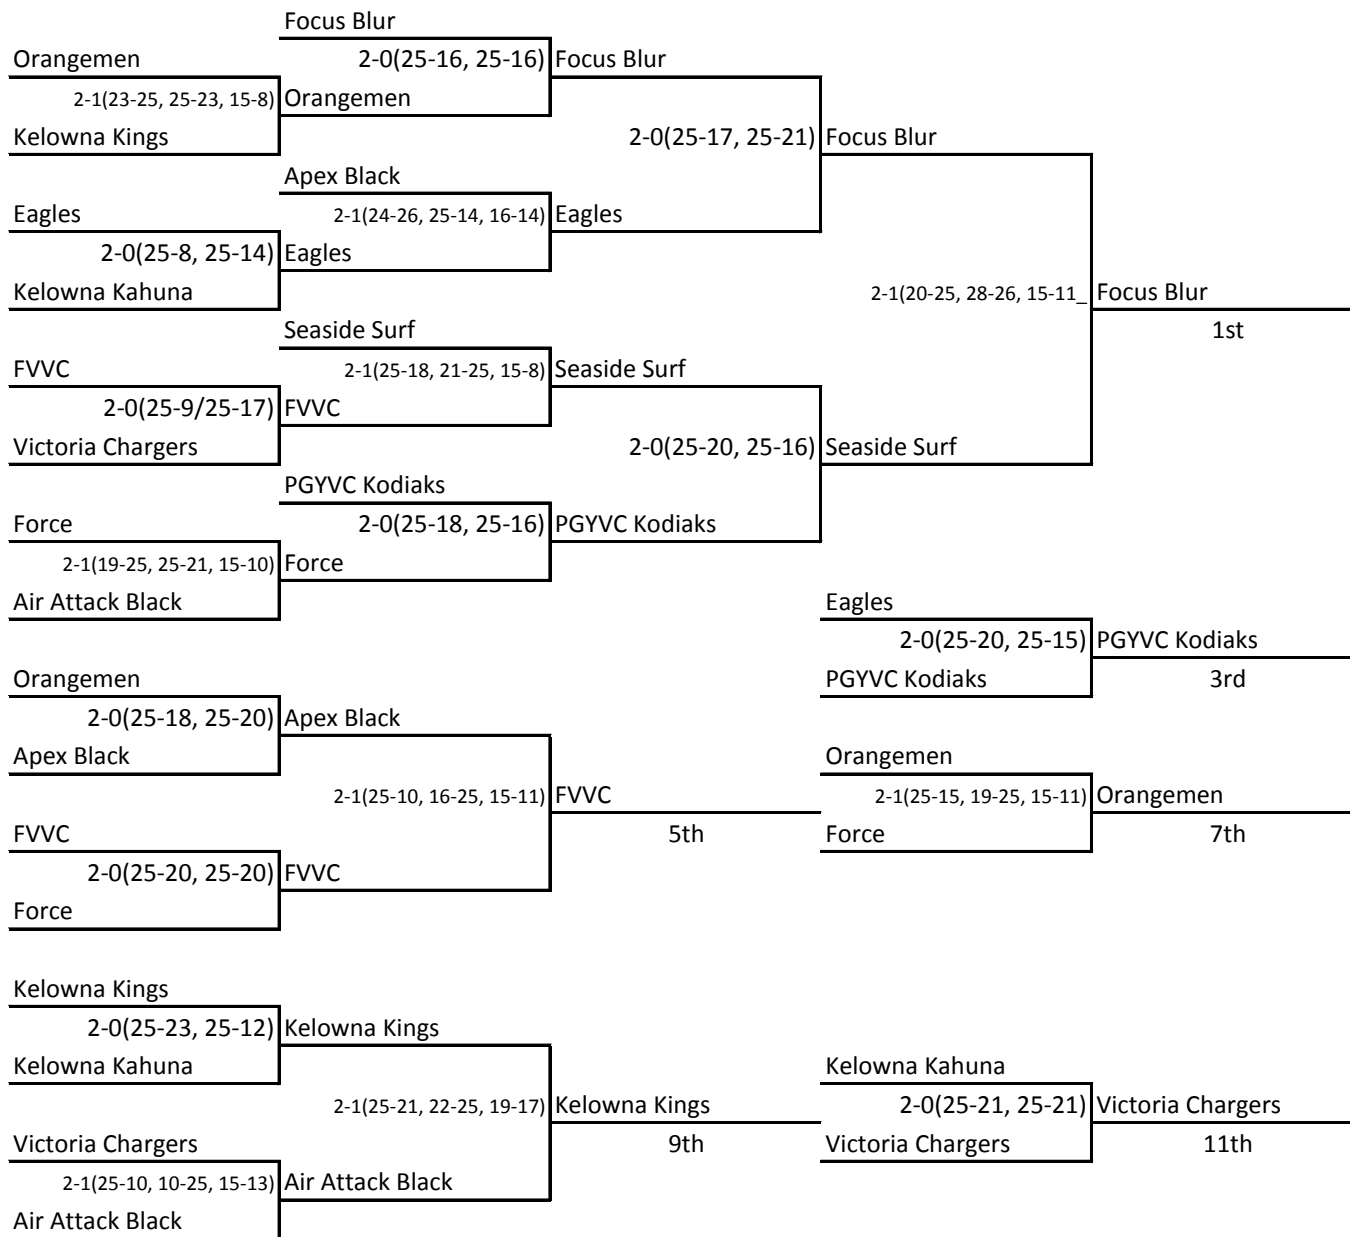 Focus Blur
Orangemen
2-0(25-16, 25-16) Focus Blur
2-1(23-25, 25-23, 15-8) Orangemen
Kelowna Kings
2-0(25-17, 25-21) Focus Blur
Apex Black
Eagles
2-1(24-26, 25-14, 16-14) Eagles
2-0(25-8, 25-14) Eagles
Kelowna Kahuna
2-1(20-25, 28-26, 15-11_ Focus Blur
Seaside Surf
1st
FVVC
2-1(25-18, 21-25, 15-8) Seaside Surf
2-0(25-9/25-17) FVVC
Victoria Chargers
2-0(25-20, 25-16) Seaside Surf
PGYVC Kodiaks
Force
2-0(25-18, 25-16) PGYVC Kodiaks
2-1(19-25, 25-21, 15-10) Force
Air Attack Black
Eagles
2-0(25-20, 25-15) PGYVC Kodiaks
Orangemen
PGYVC Kodiaks
3rd
2-0(25-18, 25-20) Apex Black
Apex Black
Orangemen
2-1(25-10, 16-25, 15-11) FVVC
2-1(25-15, 19-25, 15-11) Orangemen
FVVC
5th
Force
7th
2-0(25-20, 25-20) FVVC
Force
Kelowna Kings
2-0(25-23, 25-12) Kelowna Kings
Kelowna Kahuna
Kelowna Kahuna
2-1(25-21, 22-25, 19-17) Kelowna Kings
2-0(25-21, 25-21) Victoria Chargers
Victoria Chargers
9th
Victoria Chargers
11th
2-1(25-10, 10-25, 15-13) Air Attack Black
Air Attack Black